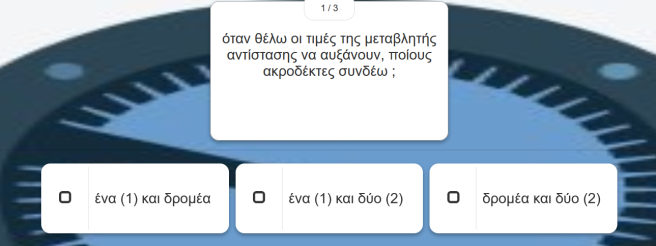 1 / 3
όταν θέλω οι τιμές της μεταβλητής
αντίστασης να αυξάνουν, ποίους
ακροδέκτες συνδέω ;
ένα (1) και δρομέα
ένα (1) και δύο (2)
δρομέα και δύο (2)